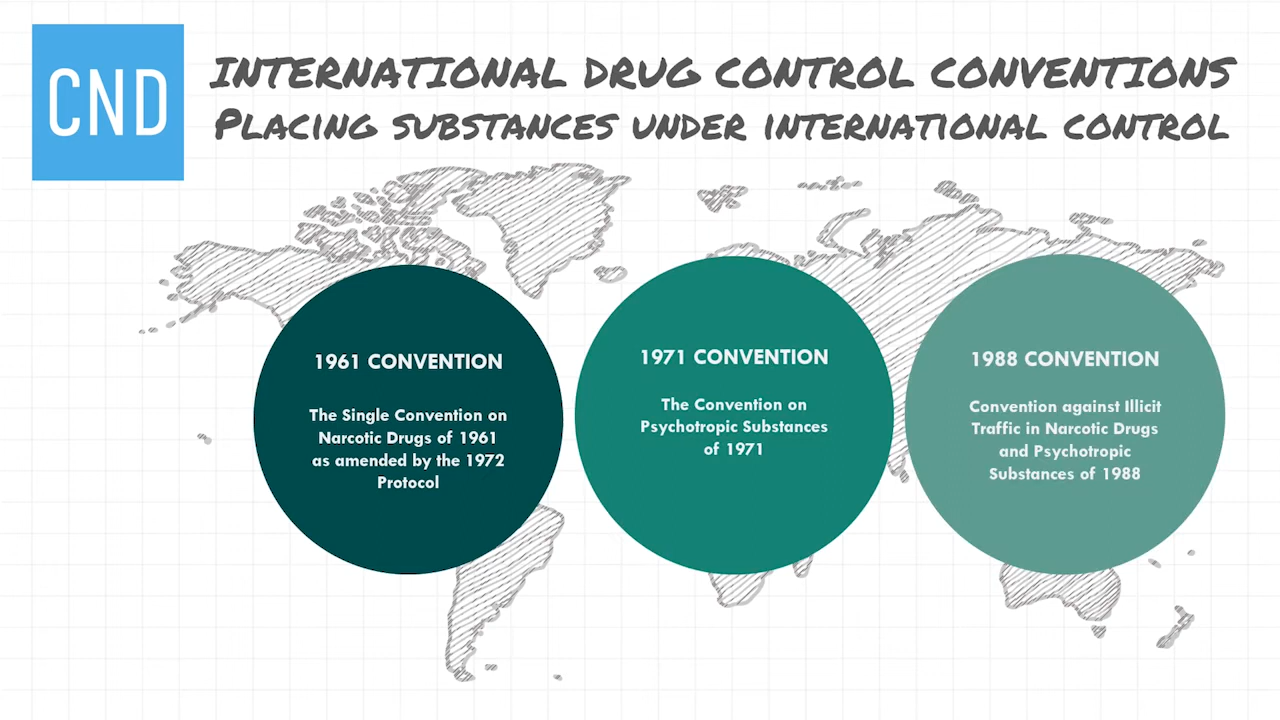 CND
INTERNATIONAL DRUG CONTROL CONVENTIONS
PLACING SUBSTANCES UNDER INTERNATIONAL CONTROL
1961 CONVENTION
The Single Convention on
Narcotic Drugs of 1961
as amended by the 1972
Protocol
1971 CONVENTION
The Convention on
Psychotropic Substances
of 1971
1988 CONVENTION
Convention against Illicit
Traffic in Narcotic Drugs
and Psychotropic
Substances of 1988